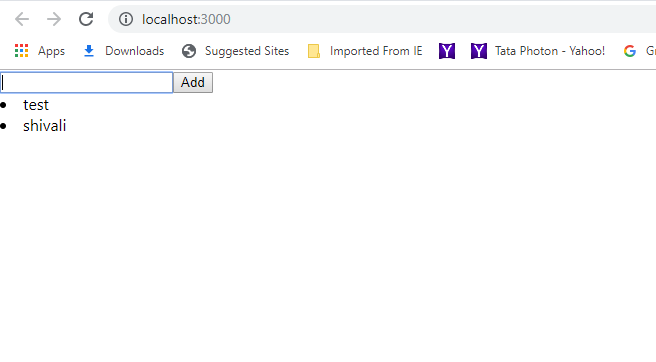 localhost:3000
Apps Downloads Suggested Sites Imported From IE Y Y Tata Photon - Yahoo! G
Add
test
shivali